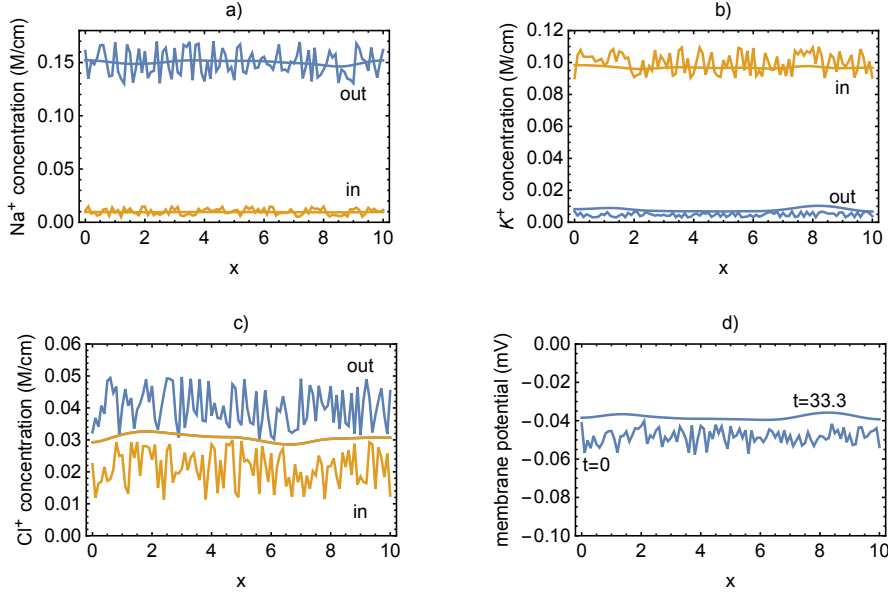 a)
Na+ concentration (M/cm)
0.15
0.10
0.05
0.00
out
in
0 2 4 6 8 10
x
b)
K+ concentration (M/cm)
0.12
0.10
0.08
0.06
0.04
0.02
0.00
in
out
0 2 4 6 8 10
x
c)
Cl+ concentration (M/cm)
0.06
0.05
0.04
0.03
0.02
0.01
0.00
out
in
0 2 4 6 8 10
x
d)
membrane potential (mV)
0.00
-0.02
-0.04
-0.06
-0.08
-0.10
t=33.3
t=0
0 2 4 6 8 10
x